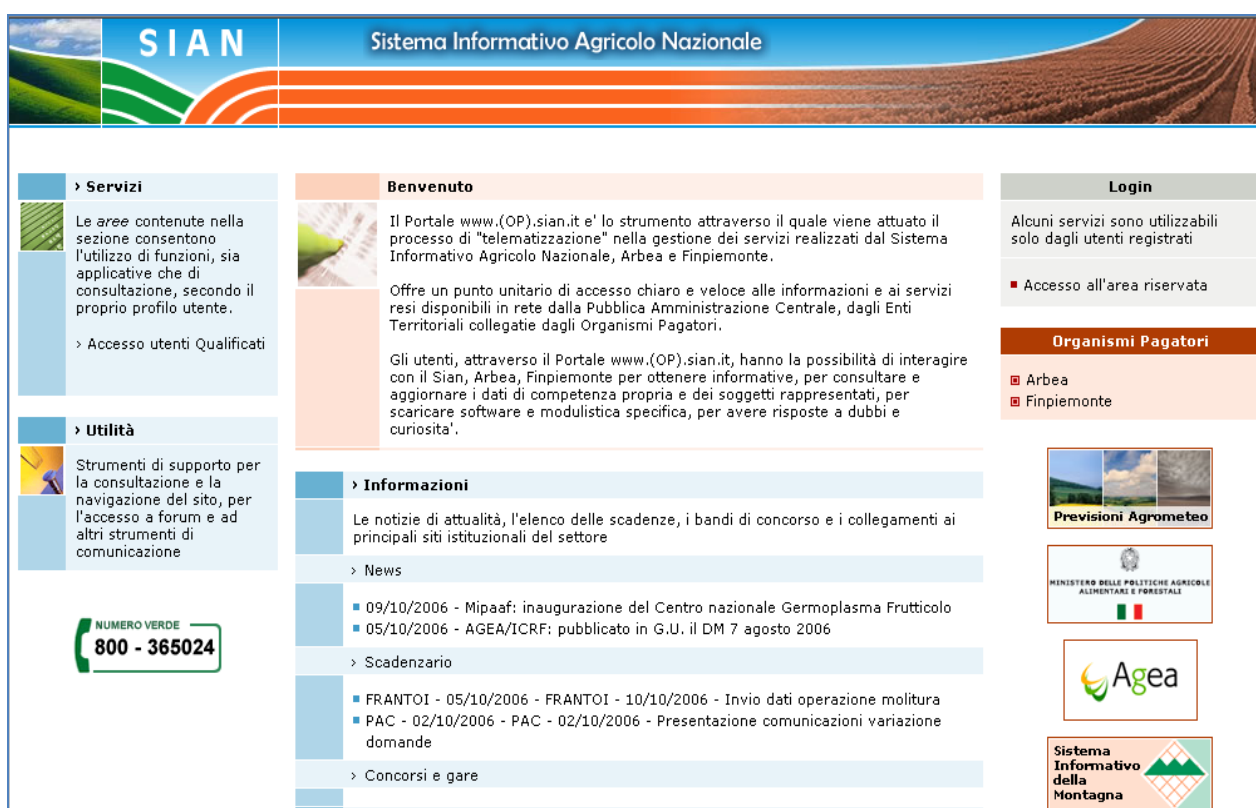 SIAN
Sistema Informativo Agricolo Nazionale
› Servizi
Le aree contenute nella
sezione consentono
l'utilizzo di funzioni, sia
applicative che di
consultazione, secondo il
proprio profilo utente.
› Accesso utenti Qualificati
› Utilità
Strumenti di supporto per
la consultazione e la
navigazione del sito, per
l'accesso a forum e ad
altri strumenti di
comunicazione
NUMERO VERDE
800 - 365024
Benvenuto
Il Portale www.(OP).sian.it e' lo strumento attraverso il quale viene attuato il
processo di "telematizzazione" nella gestione dei servizi realizzati dal Sistema
Informativo Agricolo Nazionale, Arbea e Finpiemonte.
Offre un punto unitario di accesso chiaro e veloce alle informazioni e ai servizi
resi disponibili in rete dalla Pubblica Amministrazione Centrale, dagli Enti
Territoriali collegatie dagli Organismi Pagatori.
Gli utenti, attraverso il Portale www.(OP).sian.it, hanno la possibilità di interagire
con il Sian, Arbea, Finpiemonte per ottenere informative, per consultare e
aggiornare i dati di competenza propria e dei soggetti rappresentati, per
scaricare software e modulistica specifica, per avere risposte a dubbi e
curiosita'.
› Informazioni
Le notizie di attualità, l'elenco delle scadenze, i bandi di concorso e i collegamenti ai
principali siti istituzionali del settore
› News
09/10/2006 - Mipaaf: inaugurazione del Centro nazionale Germoplasma Frutticolo
05/10/2006 - AGEA/ICRF: pubblicato in G.U. il DM 7 agosto 2006
› Scadenzario
FRANTOI - 05/10/2006 - FRANTOI - 10/10/2006 - Invio dati operazione molitura
PAC - 02/10/2006 - PAC - 02/10/2006 - Presentazione comunicazioni variazione
domande
› Concorsi e gare
Login
Alcuni servizi sono utilizzabili
solo dagli utenti registrati
Accesso all'area riservata
Organismi Pagatori
Arbea
Finpiemonte
Previsioni Agrometeo
MINISTERO DELLE POLITICHE AGRICOLE
ALIMENTARI E FORESTALI
Agea
Sistema
Informativo
della
Montagna